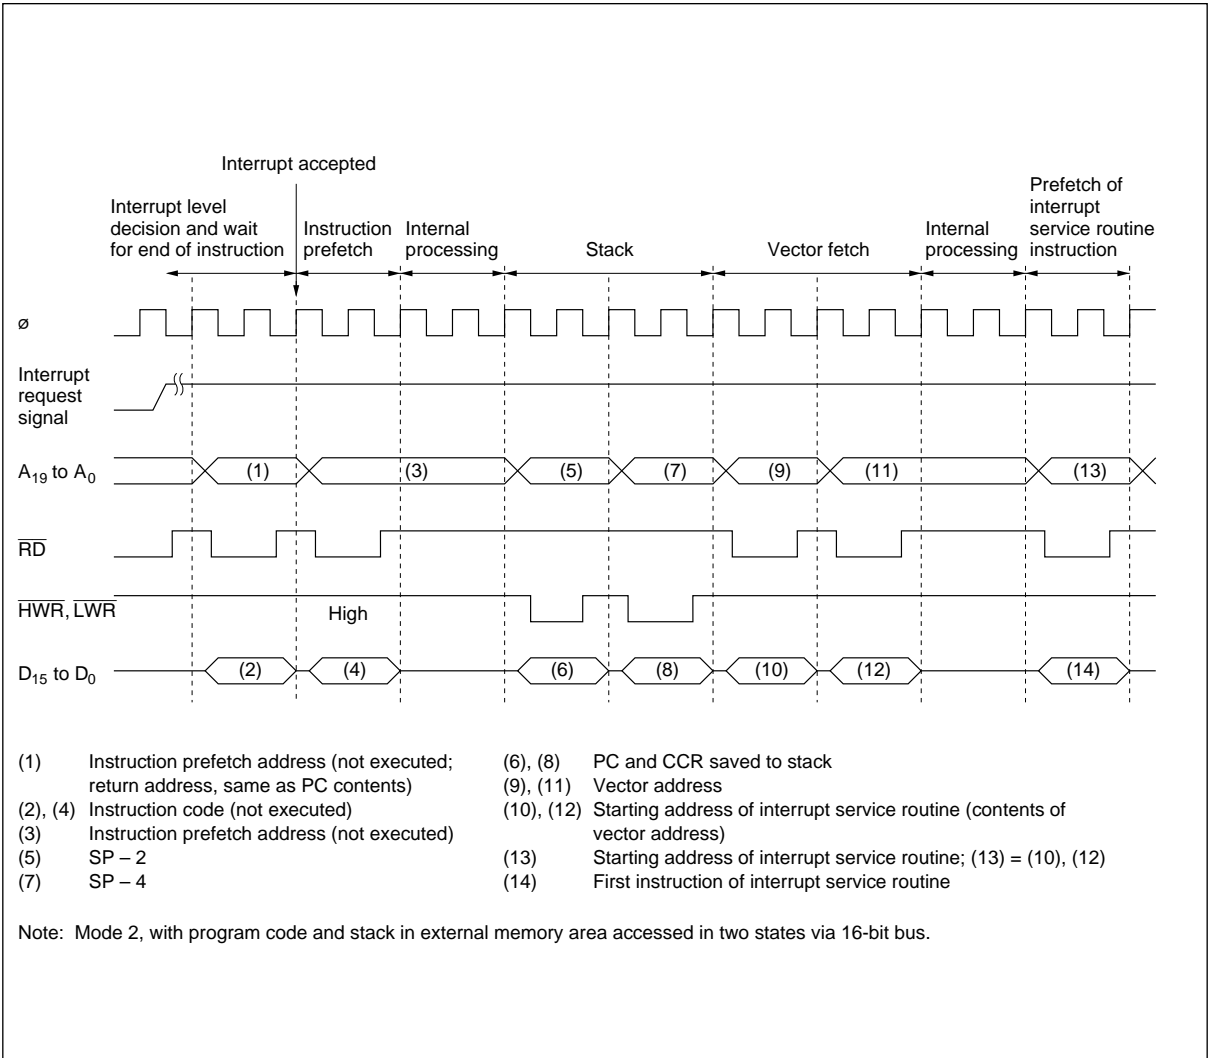 Interrupt accepted
Interrupt level
decision and wait
for end of instruction
Instruction
prefetch
Internal
processing
Stack
Vector fetch
Internal
processing
Prefetch of
interrupt
service routine
instruction
ø
Interrupt
request
signal
A19 to A0
(1)
(3)
(5)
(7)
(9)
(11)
(13)
RD
HWR, LWR
High
D15 to D0
(2)
(4)
(6)
(8)
(10)
(12)
(14)
(1) Instruction prefetch address (not executed;
return address, same as PC contents)
(2), (4) Instruction code (not executed)
(3) Instruction prefetch address (not executed)
(5) SP – 2
(7) SP – 4
(6), (8) PC and CCR saved to stack
(9), (11) Vector address
(10), (12) Starting address of interrupt service routine (contents of
vector address)
(13) Starting address of interrupt service routine; (13) = (10), (12)
(14) First instruction of interrupt service routine
Note: Mode 2, with program code and stack in external memory area accessed in two states via 16-bit bus.